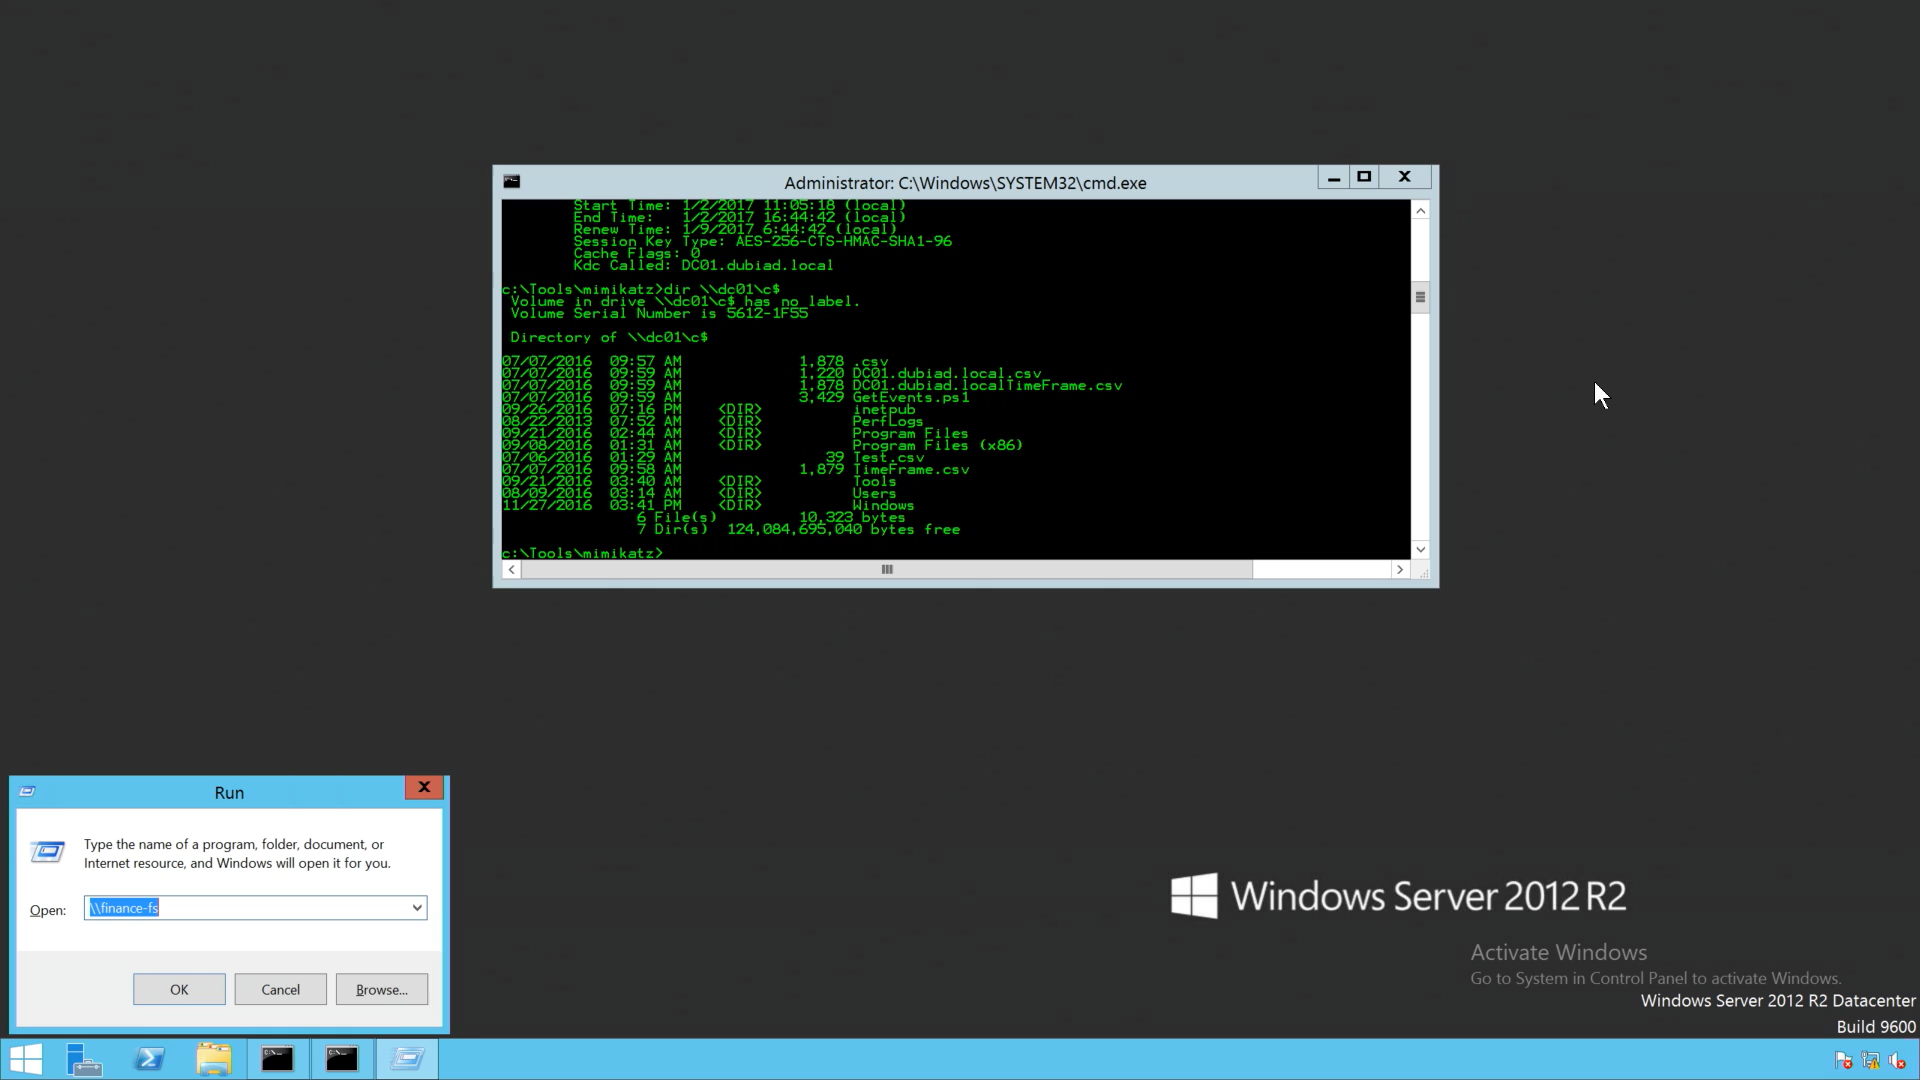 Administrator: C:\Windows\SYSTEM32\cmd.exe
Start Time: 1/2/2017 11:05:18 (local)
End Time:   1/2/2017 16:44:42 (local)
Renew Time: 1/9/2017 6:44:42 (local)
Session Key Type: AES-256-CTS-HMAC-SHA1-96
Cache Flags: 0
Kdc Called: DC01.dubiad.local
c:\Tools\mimikatz>dir \\dc01\c$
Volume in drive \\dc01\c$ has no label.
Volume Serial Number is 5612-1F55
Directory of \\dc01\c$
07/07/2016  09:57 AM             1,878 .csv
07/07/2016  09:59 AM             1,220 DC01.dubiad.local.csv
07/07/2016  09:59 AM             1,878 DC01.dubiad.localTimeFrame.csv
07/07/2016  09:59 AM             3,429 GetEvents.ps1
09/26/2016  07:16 PM    <DIR>          inetpub
08/22/2013  07:52 AM    <DIR>          PerfLogs
09/21/2016  02:44 AM    <DIR>          Program Files
09/08/2016  01:31 AM    <DIR>          Program Files (x86)
07/06/2016  01:29 AM                39 Test.csv
07/07/2016  09:58 AM             1,879 TimeFrame.csv
09/21/2016  03:40 AM    <DIR>          Tools
08/09/2016  03:14 AM    <DIR>          Users
11/27/2016  03:41 PM    <DIR>          Windows
6 File(s)         10,323 bytes
7 Dir(s)  124,084,695,040 bytes free
c:\Tools\mimikatz>
Run
Type the name of a program, folder, document, or
Internet resource, and Windows will open it for you.
Open: \\finance-fs
OK Cancel Browse...
Windows Server 2012 R2
Activate Windows
Go to System in Control Panel to activate Windows.
Windows Server 2012 R2 Datacenter
Build 9600